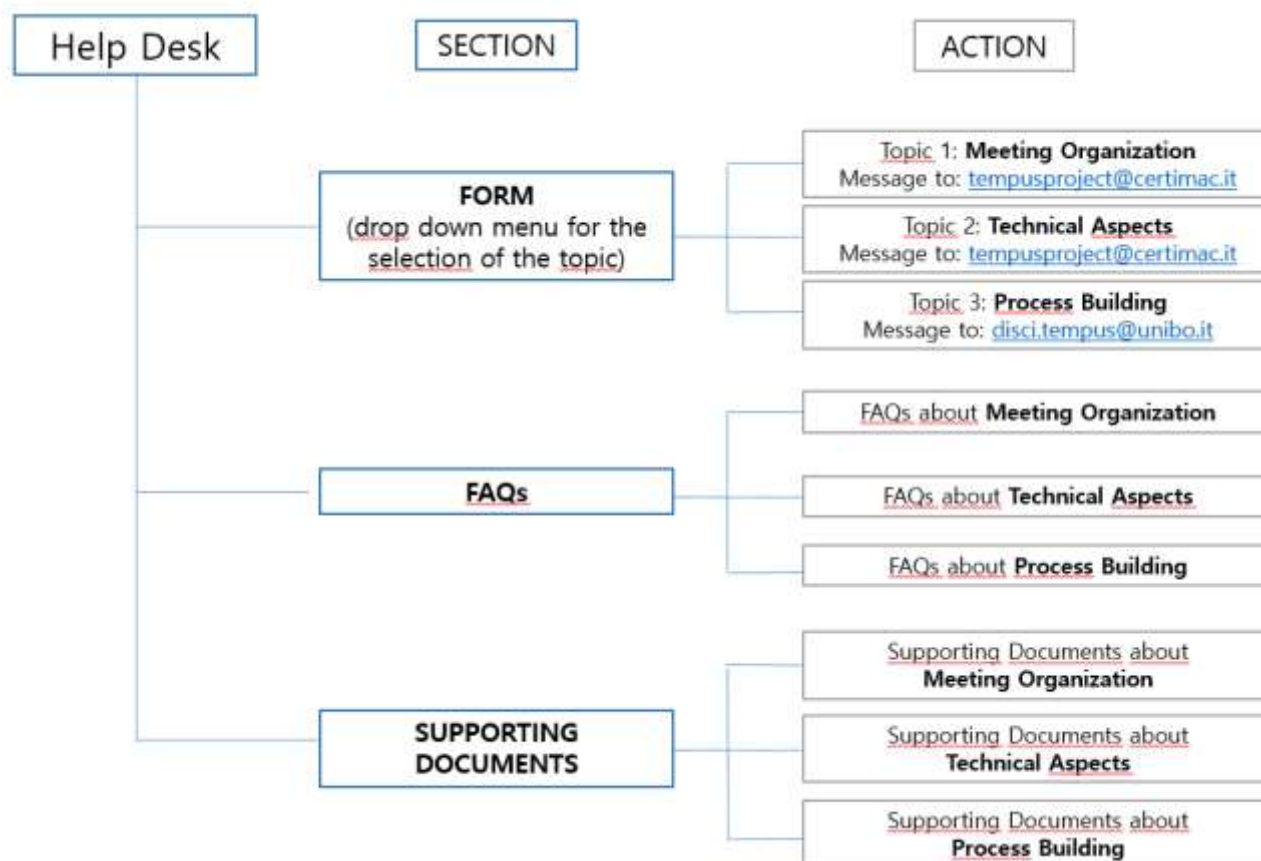 Help Desk
SECTION
ACTION
FORM
(drop down menu for the
selection of the topic)
Topic 1: Meeting Organization
Message to: tempusproject@certimac.it
Topic 2: Technical Aspects
Message to: tempusproject@certimac.it
Topic 3: Process Building
Message to: disci.tempus@unibo.it
FAQs
FAQs about Meeting Organization
FAQs about Technical Aspects
FAQs about Process Building
SUPPORTING
DOCUMENTS
Supporting Documents about
Meeting Organization
Supporting Documents about
Technical Aspects
Supporting Documents about
Process Building